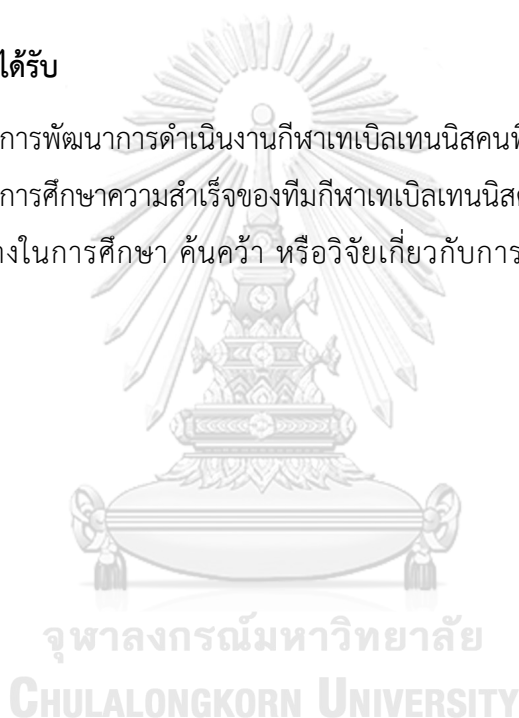 ได้รับ
การพัฒนาการดำเนินงานกีฬาเทเบิลเทนนิสคนพิ
การศึกษาความสำเร็จของทีมกีฬาเทเบิลเทนนิสค
างในการศึกษา ค้นคว้า หรือวิจัยเกี่ยวกับการ
จุฬาลงกรณ์มหาวิทยาลัย
CHULALONGKORN UNIVERSITY